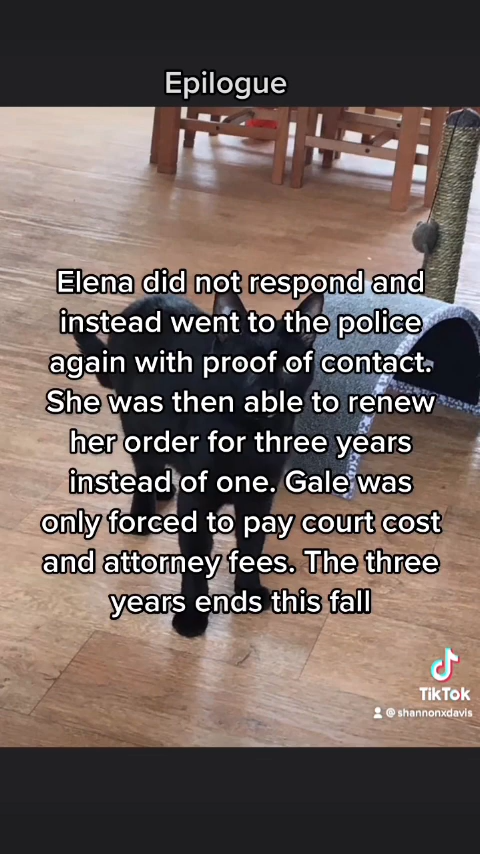 Epilogue
Elena did not respond and
instead went to the police
again with proof of contact.
She was then able to renew
her order for three years
instead of one. Gale was
only forced to pay court cost
and attorney fees. The three
years ends this fall
TikTok
@shannonxdavis